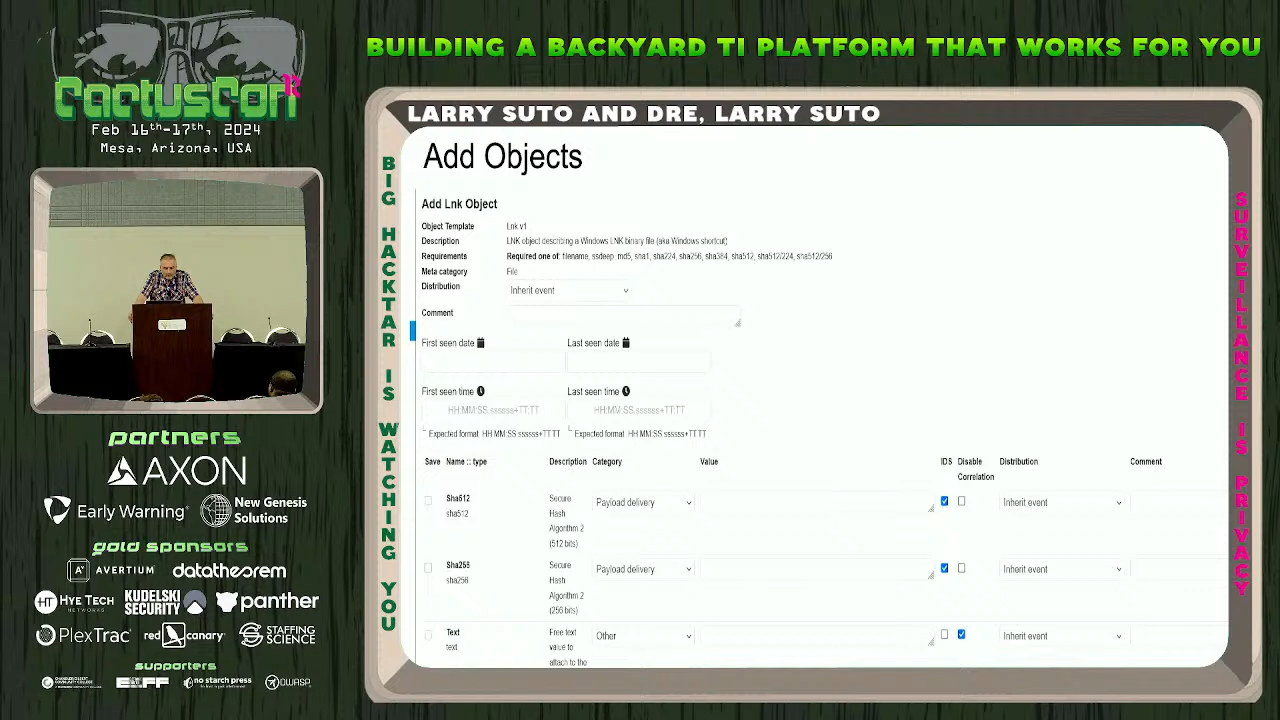 BUILDING A BACKYARD TI PLATFORM THAT WORKS FOR YOU
CactusCon
Feb 16th-17th, 2024
Mesa, Arizona, USA
LARRY SUTO AND DRE, LARRY SUTO
BIG HACKTAR IS WATCHING YOU
SURVEILLANCE IS PRIVACY
Add Objects
Add Lnk Object
Object Template Lnk v1
Description LNK object describing a Windows LNK binary file (aka Windows shortcut)
Requirements Required one of: filename, ssdeep, md5, sha1, sha224, sha256, sha384, sha512, sha512/224, sha512/256
Meta category File
Distribution Inherit event
Comment
First seen date Last seen date
First seen time Last seen time
HH:MM:SS.ssssss+TT:TT HH:MM:SS.ssssss+TT:TT
Expected format: HH:MM:SS.ssssss+TT:TT Expected format: HH:MM:SS.ssssss+TT:TT
Save Name :: type Description Category Value IDS Disable Correlation Distribution Comment
Sha512 Secure Payload delivery Inherit event
sha512 Hash
Algorithm 2
(512 bits)
Sha256 Secure Payload delivery Inherit event
sha256 Hash
Algorithm 2
(256 bits)
Text Free text Other Inherit event
text value to
attach to the
partners
AXON
Early Warning
New Genesis
Solutions
gold sponsors
AVERTIUM
datatheorem
HT HYE TECH
NETWORKS
KUDELSKI
SECURITY
panther
PlexTrac
red canary
STAFFING
SCIENCE
supporters
EFF
no starch press
OWASP